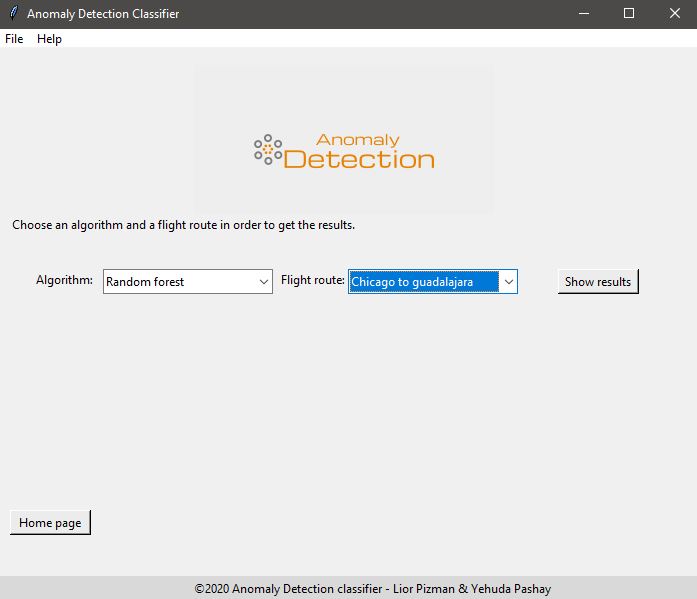 Anomaly Detection Classifier
File Help
Anomaly
Detection
Choose an algorithm and a flight route in order to get the results.
Algorithm: Random forest Flight route: Chicago to guadalajara Show results
Home page
©2020 Anomaly Detection classifier - Lior Pizman & Yehuda Pashay